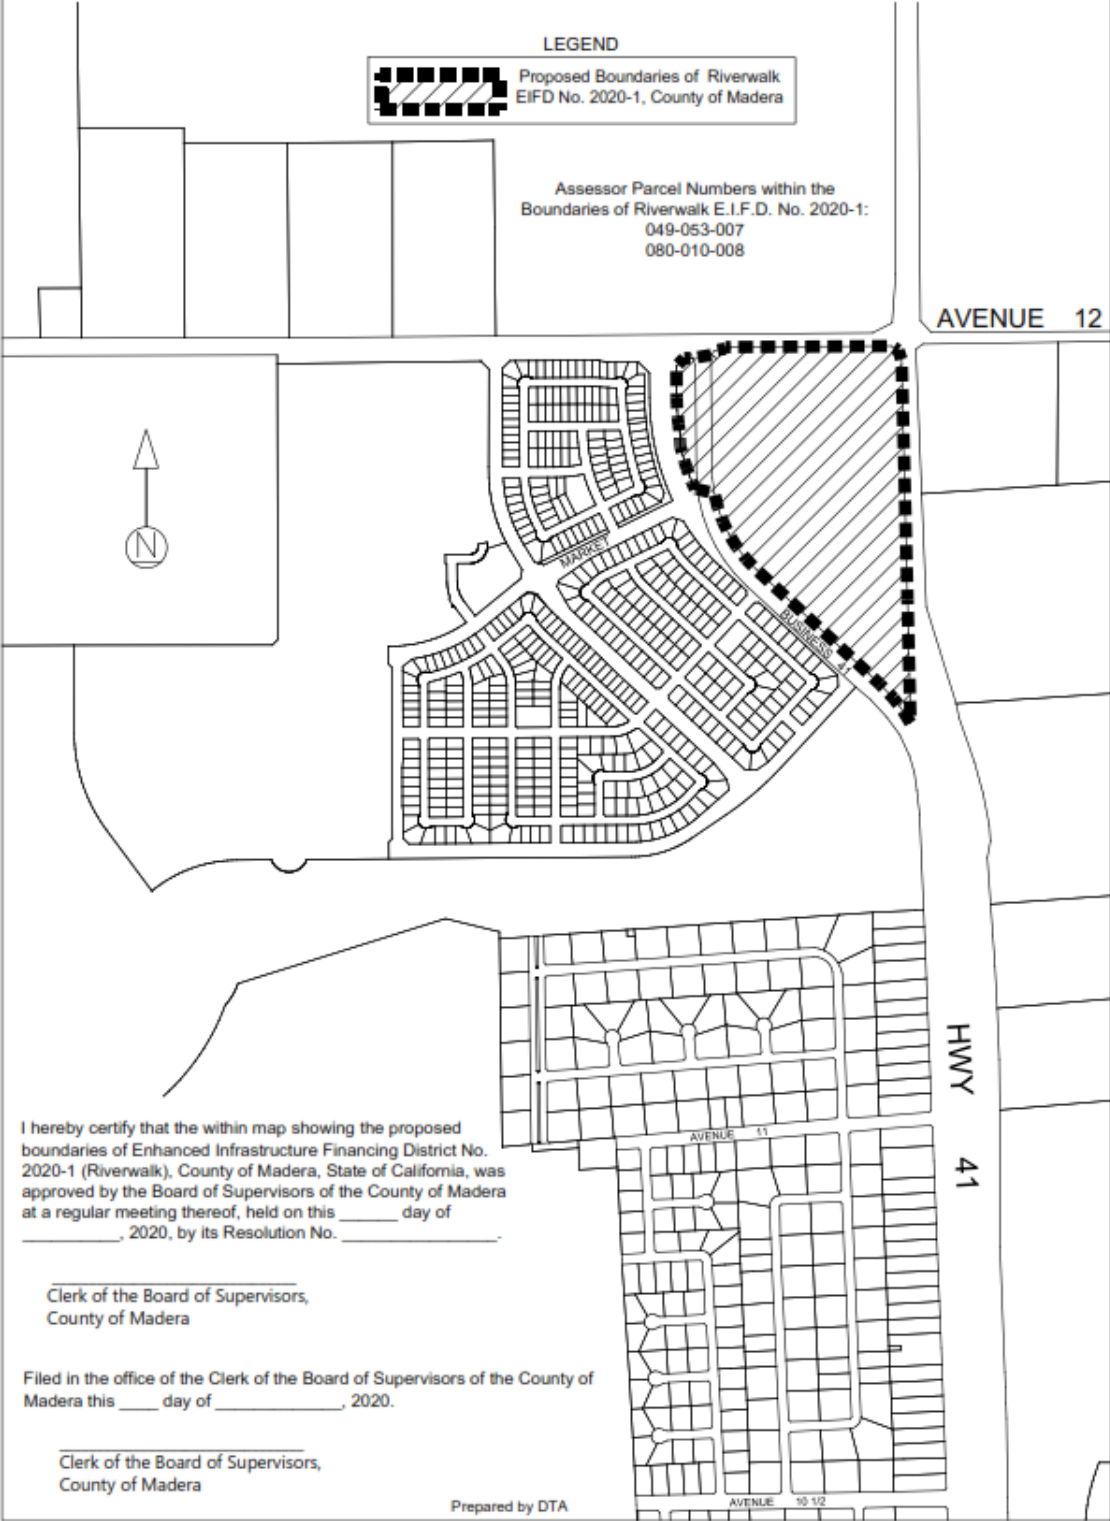 LEGEND
Proposed Boundaries of Riverwalk
EIFD No. 2020-1, County of Madera
Assessor Parcel Numbers within the
Boundaries of Riverwalk E.I.F.D. No. 2020-1:
049-053-007
080-010-008
AVENUE 12
N
MARKET
BUSINESS 41
HWY 41
AVENUE 11
I hereby certify that the within map showing the proposed
boundaries of Enhanced Infrastructure Financing District No.
2020-1 (Riverwalk), County of Madera, State of California, was
approved by the Board of Supervisors of the County of Madera
at a regular meeting thereof, held on this ______ day of
__________, 2020, by its Resolution No. ________________.
Clerk of the Board of Supervisors,
County of Madera
Filed in the office of the Clerk of the Board of Supervisors of the County of
Madera this ____ day of _____________, 2020.
Clerk of the Board of Supervisors,
County of Madera
Prepared by DTA
AVENUE 10 1/2